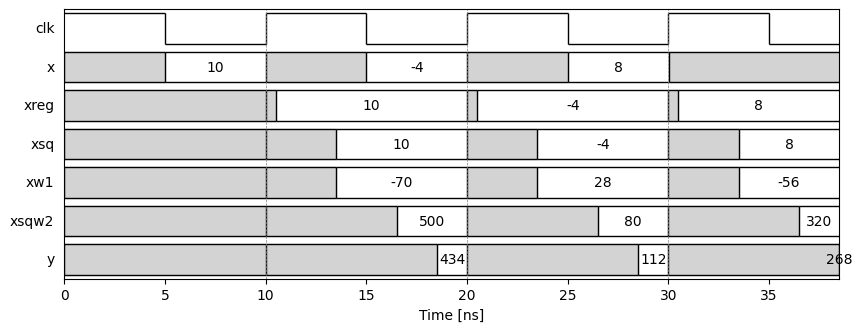 clk
x 10 -4 8
xreg 10 -4 8
xsq 10 -4 8
xw1 -70 28 -56
xsqw2 500 80 320
y 434 112 268
0 5 10 15 20 25 30 35
Time [ns]